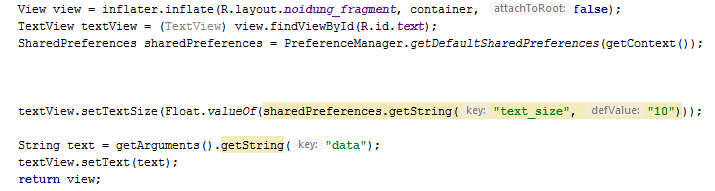 View view = inflater.inflate(R.layout.noidung_fragment, container, attachToRoot: false);
TextView textView = (TextView) view.findViewById(R.id.text);
SharedPreferences sharedPreferences = PreferenceManager.getDefaultSharedPreferences(getContext());
textView.setTextSize(Float.valueOf(sharedPreferences.getString( key: "text_size", defValue: "10")));
String text = getArguments().getString( key: "data");
textView.setText(text);
return view;